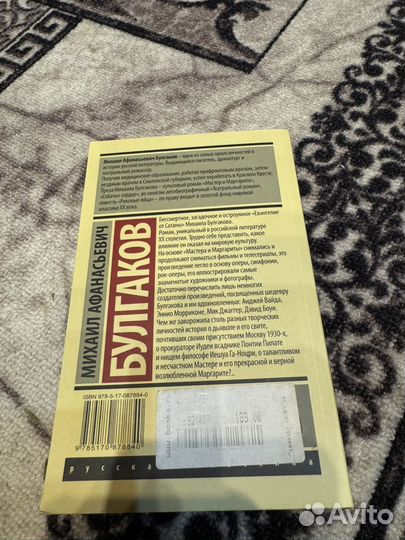 Михаил Афанасьевич Булгаков – одна из самых ярких личностей в
истории русской литературы. Выдающийся писатель, драматург и
театральный режиссер.
Получив медицинское образование, работал прифронтовым врачом, затем
уездным врачом в Смоленской губернии, успел поработать в Красном Кресте.
Проза Михаила Булгакова – культовый роман «Мастер и Маргарита»,
«Собачье сердце», во многом автобиографичный «Театральный роман»,
повесть «Роковые яйца» – по праву входит в золотой фонд мировой
классики XX века.
МИХАИЛ АФАНАСЬЕВИЧ
БУЛГАКОВ
Бессмертное, загадочное и остроумное «Евангелие
от Сатаны» Михаила Булгакова.
Роман, уникальный в российской литературе
XX столетия. Трудно себе представить, какое
влияние он оказал на мировую культуру.
На основе «Мастера и Маргариты» снимались и
продолжают сниматься фильмы и телесериалы, это
произведение легло в основу оперы, симфонии,
рок-оперы, его иллюстрировали самые
знаменитые художники и фотографы.
Достаточно перечислить лишь немногих
создателей произведений, посвященных шедевру
Булгакова и им вдохновленных: Анджей Вайда,
Эннио Морриконе, Мик Джаггер, Дэвид Боуи.
Чем же заворожила столь разных творческих
личностей история о дьяволе и его свите,
почтивших своим присутствием Москву 1930-х,
о прокураторе Иудеи всаднике Понтии Пилате
и нищем философе Иешуа Га-Ноцри, о талантливом
и несчастном Мастере и его прекрасной и верной
возлюбленной Маргарите?...
ISBN 978-5-17-087884-0
9 785170 878840
169.00
русская
Avito